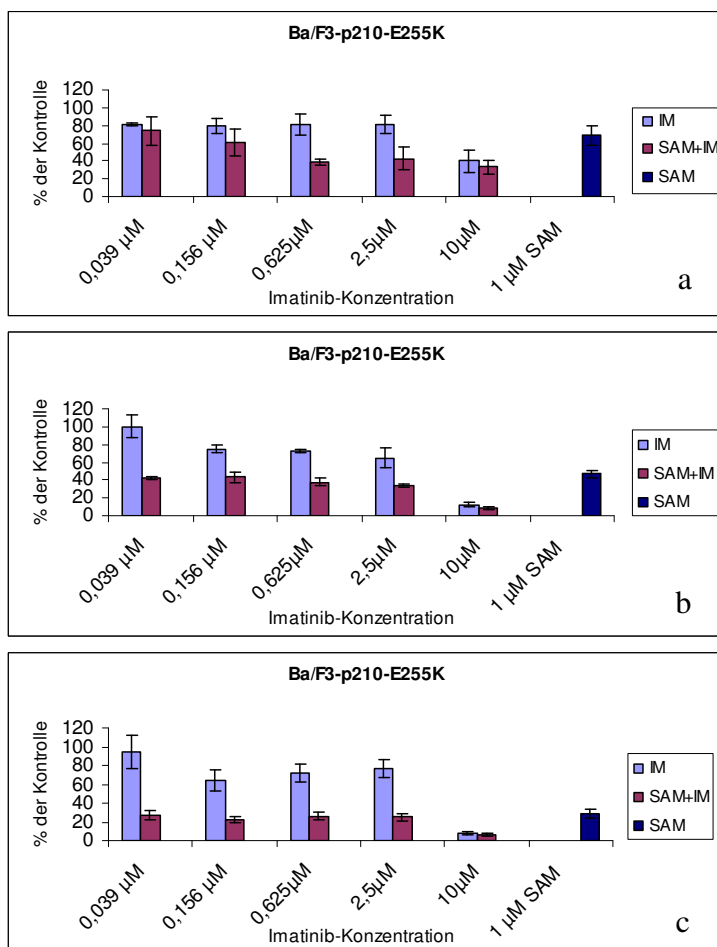 Ba/F3-p210-E255K
% der Kontrolle
120
100
80
60
40
20
0
0,039 µM
0,156 µM
0,625µM
2,5µM
10µM
1 µM SAM
Imatinib-Konzentration
IM
SAM+IM
SAM
a
Ba/F3-p210-E255K
% der Kontrolle
120
100
80
60
40
20
0
0,039 µM
0,156 µM
0,625µM
2,5µM
10µM
1 µM SAM
Imatinib-Konzentration
IM
SAM+IM
SAM
b
Ba/F3-p210-E255K
% der Kontrolle
120
100
80
60
40
20
0
0,039 µM
0,156 µM
0,625µM
2,5µM
10µM
1 µM SAM
Imatinib-Konzentration
IM
SAM+IM
SAM
c